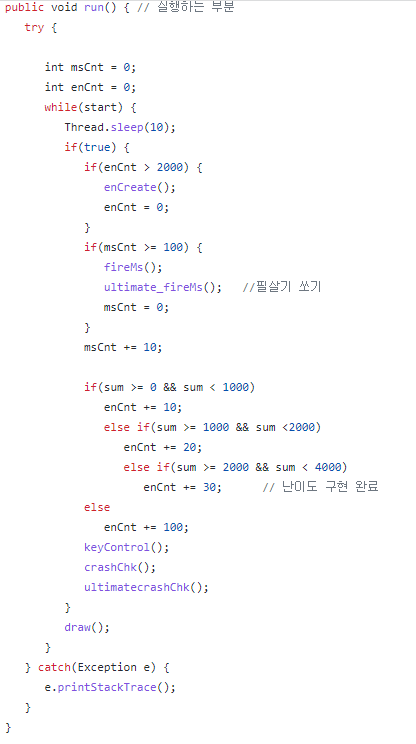 public void run() { // 실행하는 부분
try {
int msCnt = 0;
int enCnt = 0;
while(start) {
Thread.sleep(10);
if(true) {
if(enCnt > 2000) {
enCreate();
enCnt = 0;
}
if(msCnt >= 100) {
fireMs();
ultimate_fireMs(); //필살기 쏘기
msCnt = 0;
}
msCnt += 10;
if(sum >= 0 && sum < 1000)
enCnt += 10;
else if(sum >= 1000 && sum <2000)
enCnt += 20;
else if(sum >= 2000 && sum < 4000)
enCnt += 30; // 난이도 구현 완료
else
enCnt += 100;
keyControl();
crashChk();
ultimatecrashChk();
}
draw();
}
} catch(Exception e) {
e.printStackTrace();
}
}